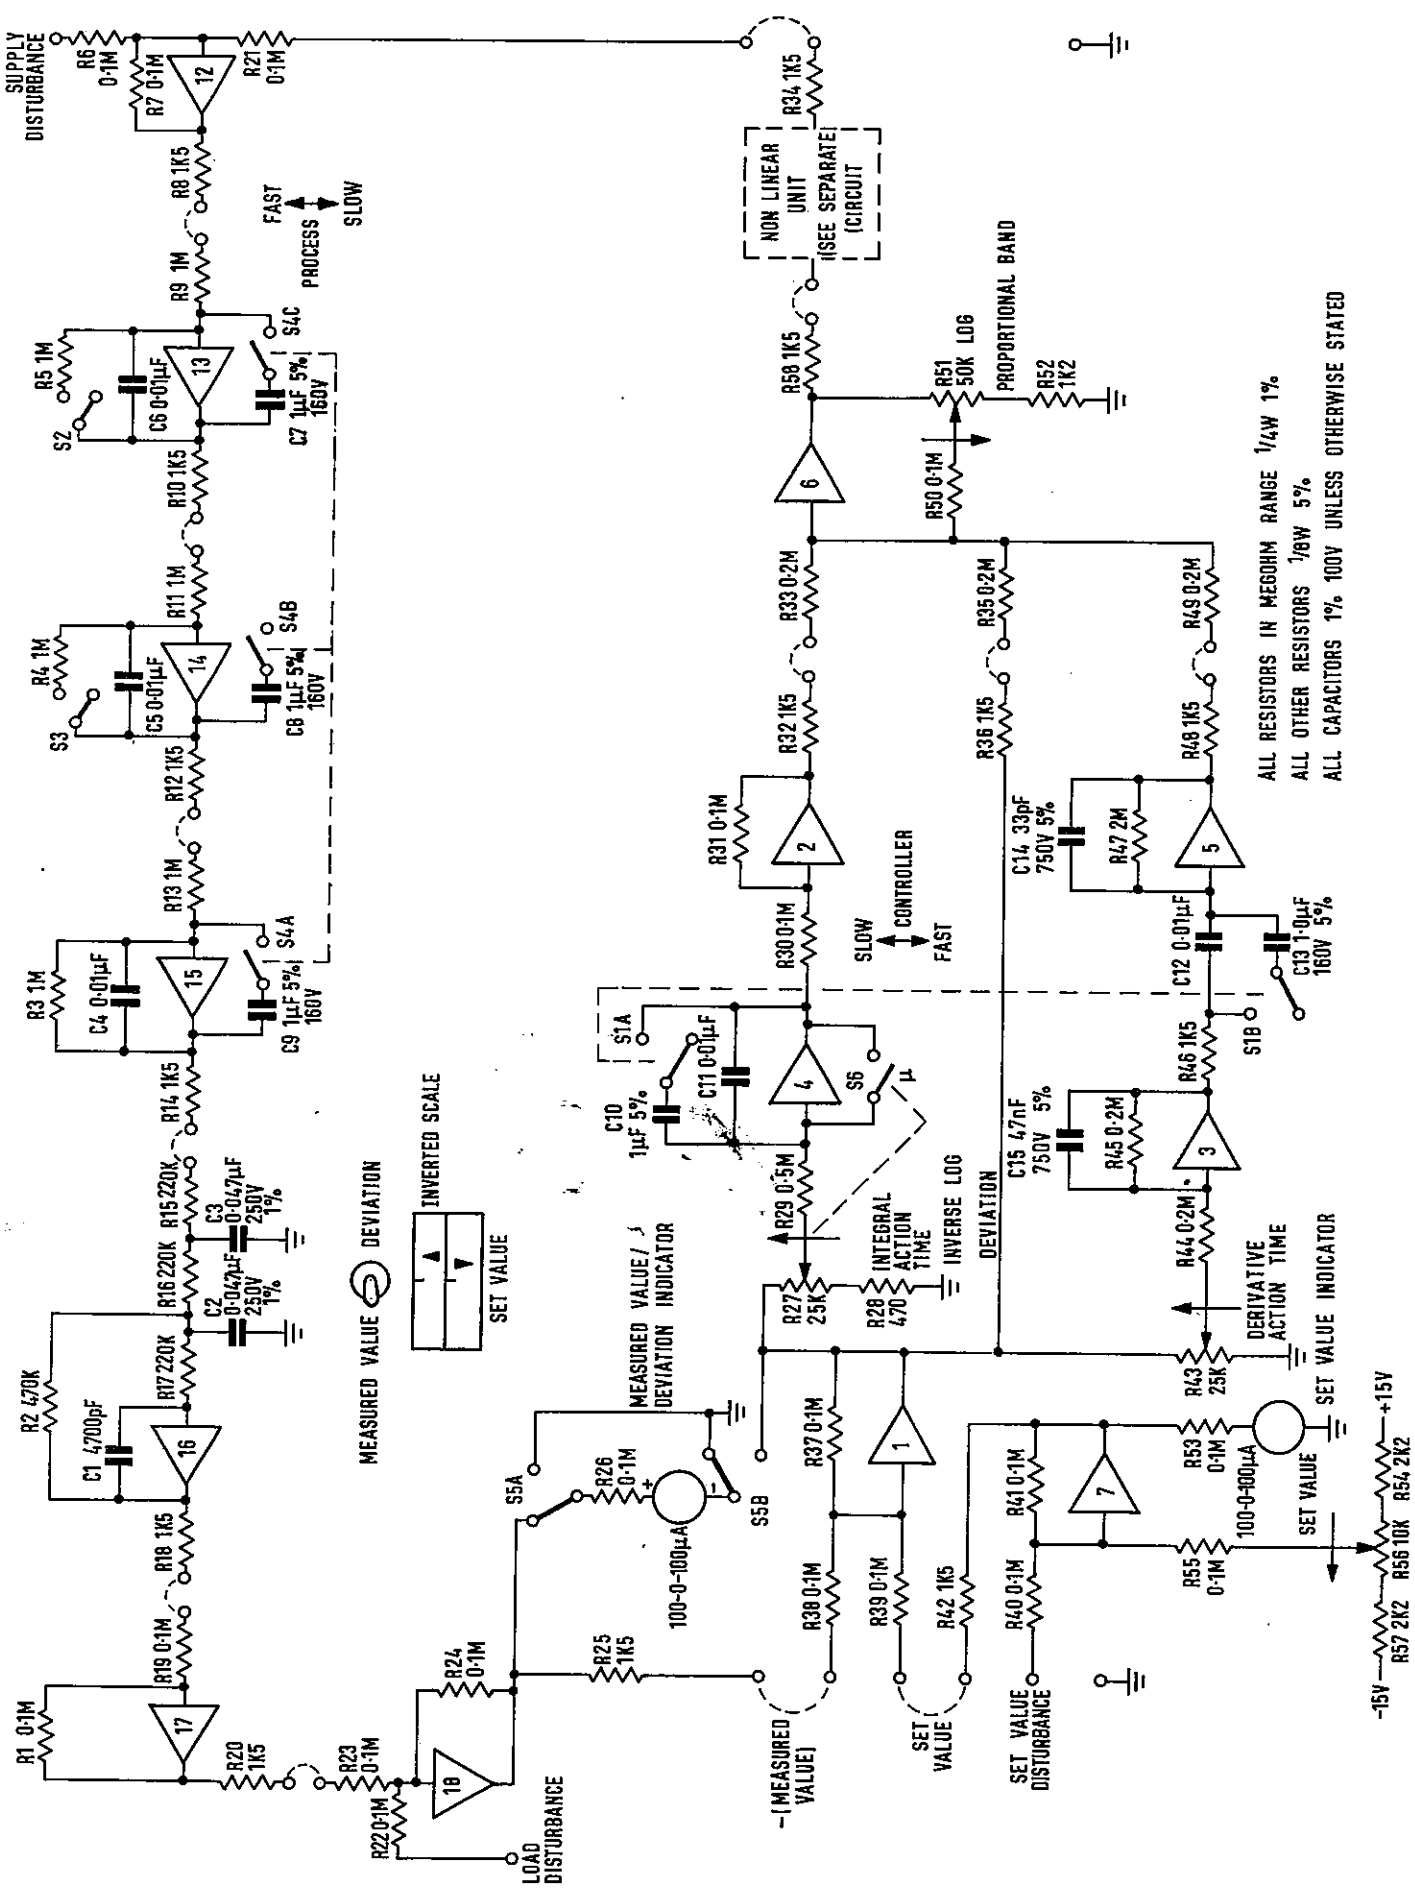 SUPPLY
DISTURBANCE
R6
0·1M
R7 0·1M
12
R21
0·1M
R8 1K5
R9 1M
FAST
PROCESS
SLOW
R5 1M
S2
C6 0·01µF
13
S4C
C7 1µF 5%
160V
R10 1K5
R11 1M
R4 1M
S3
C5 0·01µF
14
S4B
C8 1µF 5%
160V
R12 1K5
R13 1M
R3 1M
C4 0·01µF
15
S4A
C9 1µF 5%
160V
R14 1K5
R15 220K
C3
0·047µF
250V
1%
R16 220K
C2
0·047µF
250V
1%
R2 470K
R17 220K
C1 4700pF
16
R18 1K5
R19 0·1M
R1 0·1M
17
R20
1K5
R23
0·1M
R22 0·1M
18
LOAD
DISTURBANCE
R24
0·1M
R25
1K5
MEASURED VALUE
DEVIATION
INVERTED SCALE
SET VALUE
S5A
R26
0·1M
+
-
100-0-100µA
S5B
MEASURED VALUE/
DEVIATION INDICATOR
-(MEASURED
VALUE)
SET
VALUE
SET VALUE
DISTURBANCE
R38 0·1M
R39 0·1M
R42 1K5
R40 0·1M
R37 0·1M
1
R41 0·1M
7
R55
0·1M
R53
0·1M
100-0-100µA
SET VALUE INDICATOR
SET VALUE
-15V
R57 2K2
R56 10K
R54 2K2
+15V
R27
25K
R28
470
INTEGRAL
ACTION
TIME
INVERSE LOG
DEVIATION
R43
25K
DERIVATIVE
ACTION TIME
R29 0·5M
C10
1µF 5%
S1A
C11 0·01µF
4
S6
µ
R30 0·1M
SLOW
CONTROLLER
FAST
R31 0·1M
2
R32 1K5
R33 0·2M
R36 1K5
R35 0·2M
R44 0·2M
C15 47nF
750V 5%
R45 0·2M
3
R46 1K5
S1B
C12 0·01µF
C13 1·0µF
160V 5%
C14 33pF
750V 5%
R47 2M
5
R48 1K5
R49 0·2M
6
R50 0·1M
R51
50K LOG
PROPORTIONAL BAND
R52
1K2
R58 1K5
NON LINEAR
UNIT
(SEE SEPARATE
(CIRCUIT
R34 1K5
ALL RESISTORS IN MEGOHM RANGE 1/4W 1%
ALL OTHER RESISTORS 1/8W 5%
ALL CAPACITORS 1% 100V UNLESS OTHERWISE STATED